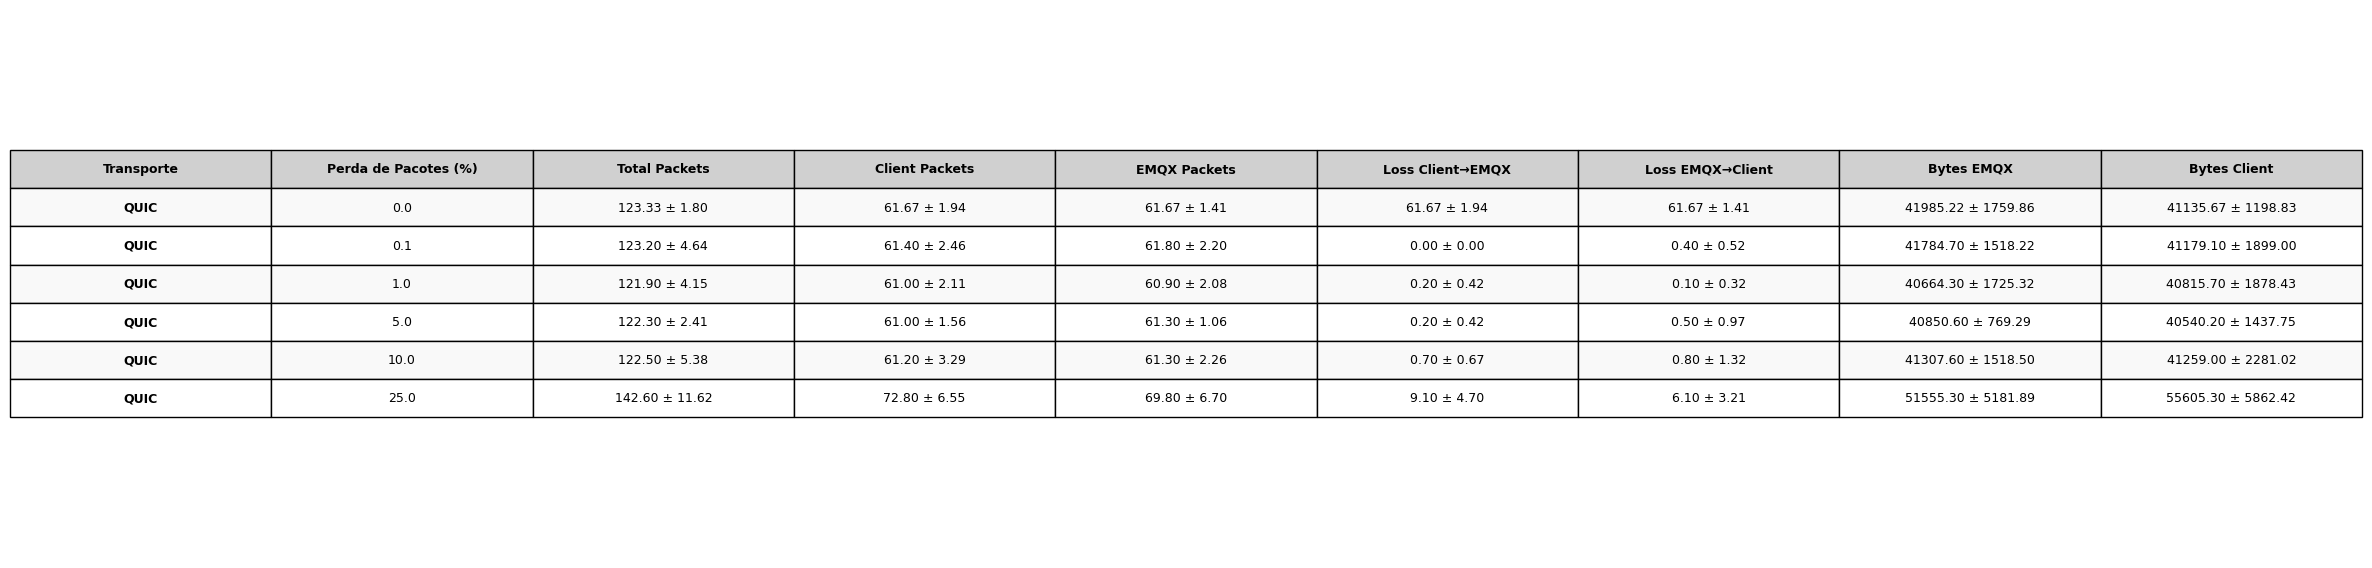 Transporte Perda de Pacotes (%) Total Packets Client Packets EMQX Packets Loss Client→EMQX Loss EMQX→Client Bytes EMQX Bytes Client
QUIC 0.0 123.33 ± 1.80 61.67 ± 1.94 61.67 ± 1.41 61.67 ± 1.94 61.67 ± 1.41 41985.22 ± 1759.86 41135.67 ± 1198.83
QUIC 0.1 123.20 ± 4.64 61.40 ± 2.46 61.80 ± 2.20 0.00 ± 0.00 0.40 ± 0.52 41784.70 ± 1518.22 41179.10 ± 1899.00
QUIC 1.0 121.90 ± 4.15 61.00 ± 2.11 60.90 ± 2.08 0.20 ± 0.42 0.10 ± 0.32 40664.30 ± 1725.32 40815.70 ± 1878.43
QUIC 5.0 122.30 ± 2.41 61.00 ± 1.56 61.30 ± 1.06 0.20 ± 0.42 0.50 ± 0.97 40850.60 ± 769.29 40540.20 ± 1437.75
QUIC 10.0 122.50 ± 5.38 61.20 ± 3.29 61.30 ± 2.26 0.70 ± 0.67 0.80 ± 1.32 41307.60 ± 1518.50 41259.00 ± 2281.02
QUIC 25.0 142.60 ± 11.62 72.80 ± 6.55 69.80 ± 6.70 9.10 ± 4.70 6.10 ± 3.21 51555.30 ± 5181.89 55605.30 ± 5862.42